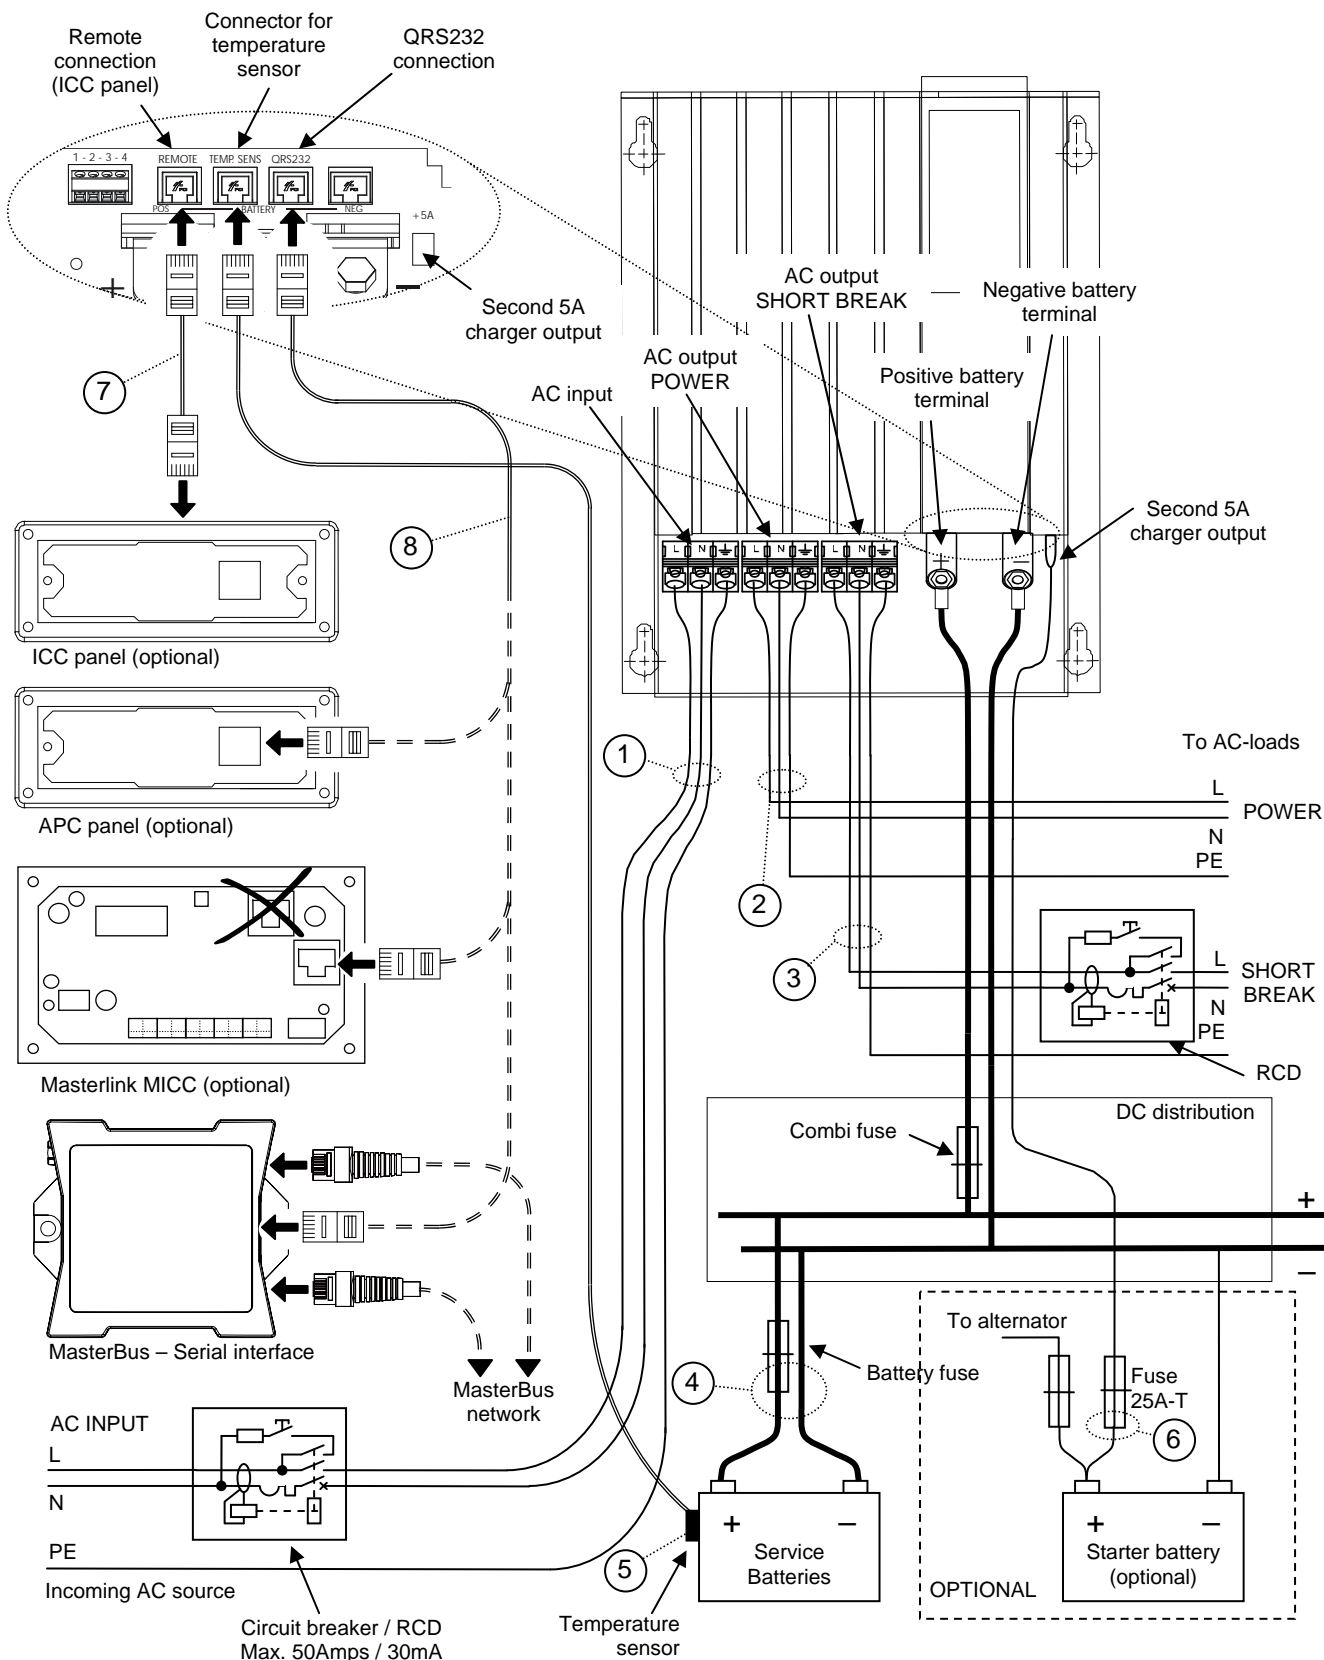 Remote
connection
(ICC panel)
Connector for
temperature
sensor
QRS232
connection
1 - 2 - 3 - 4
REMOTE
TEMP. SENS
QRS232
POS
BATTERY
NEG
+5A
+
−
Second 5A
charger output
AC output
SHORT BREAK
Negative battery
terminal
AC output
POWER
Positive battery
terminal
AC input
7
8
L N
L N
L N
+
−
Second 5A
charger output
ICC panel (optional)
APC panel (optional)
1
2
3
To AC-loads
L
POWER
N
PE
L
SHORT
BREAK
N
PE
RCD
Masterlink MICC (optional)
DC distribution
Combi fuse
+
−
MasterBus – Serial interface
MasterBus
network
To alternator
Battery fuse
4
Fuse
25A-T
6
AC INPUT
L
N
PE
Incoming AC source
Circuit breaker / RCD
Max. 50Amps / 30mA
5
Temperature
sensor
+ −
Service
Batteries
+ −
Starter battery
(optional)
OPTIONAL